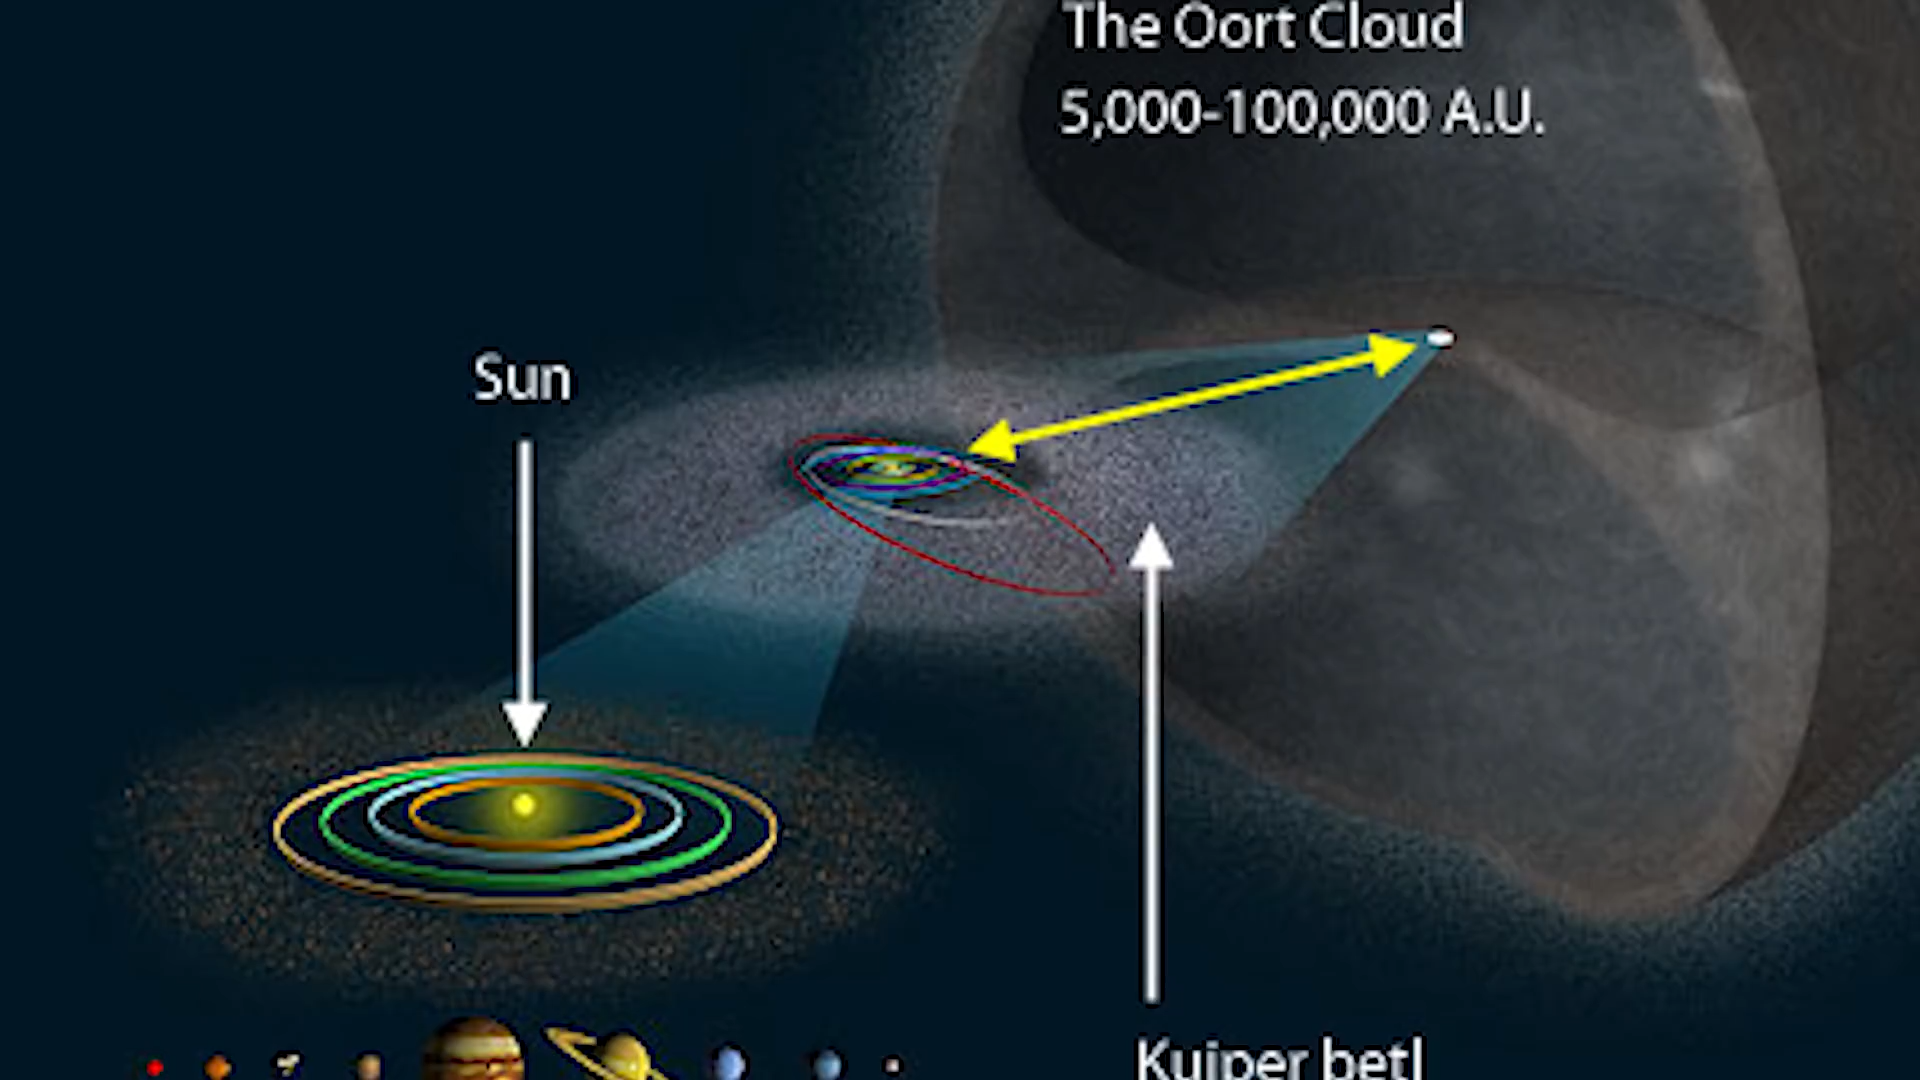 The Oort Cloud
5,000-100,000 A.U.
Sun
Kuiper betl